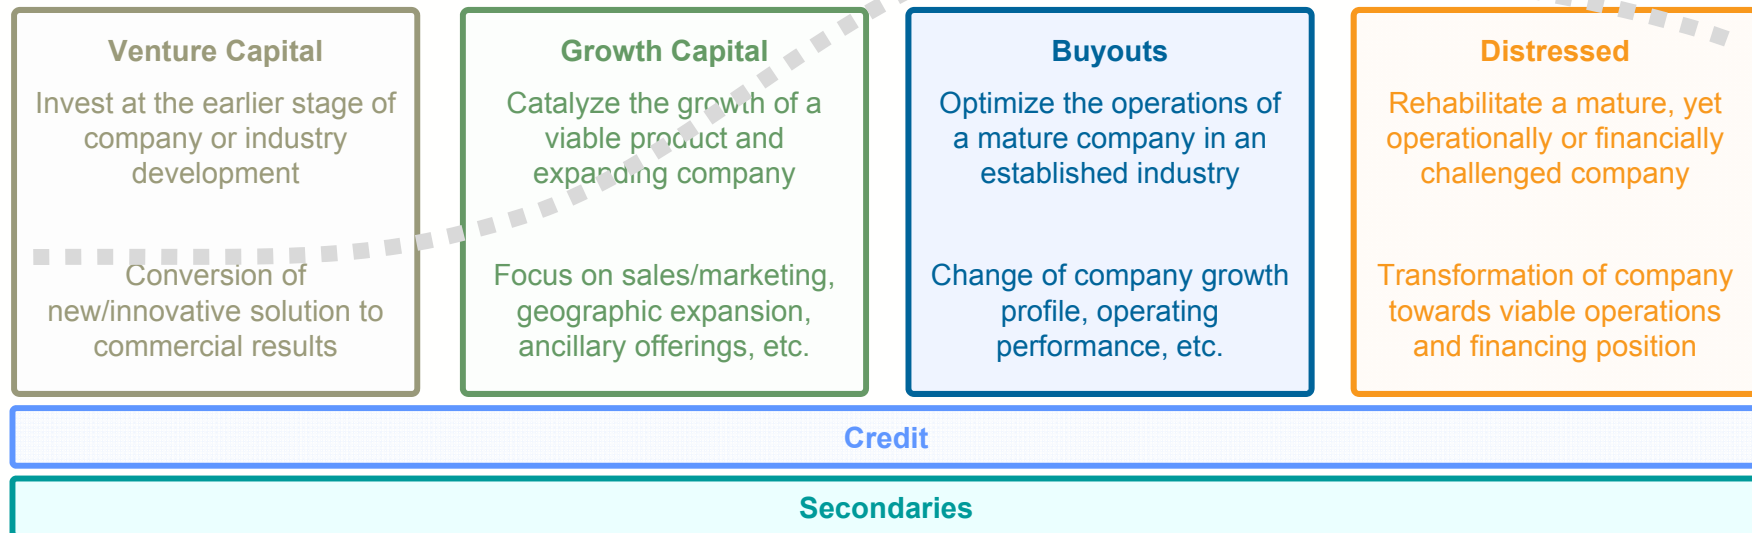 Venture Capital
Invest at the earlier stage of
company or industry
development
Conversion of
new/innovative solution to
commercial results
Growth Capital
Catalyze the growth of a
viable product and
expanding company
Focus on sales/marketing,
geographic expansion,
ancillary offerings, etc.
Buyouts
Optimize the operations of
a mature company in an
established industry
Change of company growth
profile, operating
performance, etc.
Distressed
Rehabilitate a mature, yet
operationally or financially
challenged company
Transformation of company
towards viable operations
and financing position
Credit
Secondaries